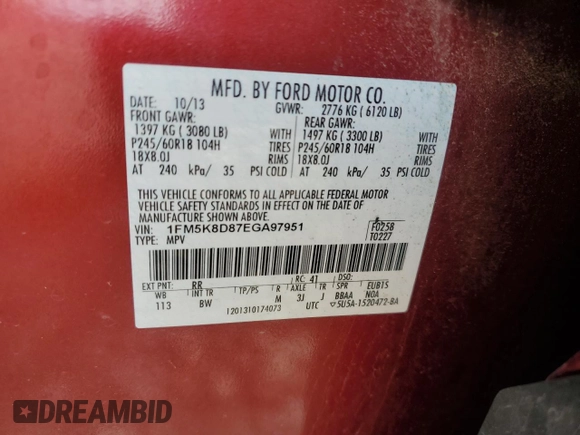 MFD. BY FORD MOTOR CO.
DATE: 10/13 GVWR: 2776 KG ( 6120 LB)
FRONT GAWR: REAR GAWR:
1397 KG ( 3080 LB) WITH 1497 KG ( 3300 LB) WITH
P245/60R18 104H TIRES P245/60R18 104H TIRES
18X8.0J RIMS 18X8.0J RIMS
AT 240 kPa/ 35 PSI COLD AT 240 kPa/ 35 PSI COLD
THIS VEHICLE CONFORMS TO ALL APPLICABLE FEDERAL MOTOR
VEHICLE SAFETY STANDARDS IN EFFECT ON THE DATE OF
MANUFACTURE SHOWN ABOVE.
VIN: 1FM5K8D87EGA97951 F0258
TYPE: MPV T0227
EXT PNT: RR RC: 41 DSO:
WB INT TR TP/PS R AXLE TR SPR EUB1S
113 BW M 3J J BBAA NOA
1201310174073 UTC ▽5U5A-1520472-BA
DREAMBID